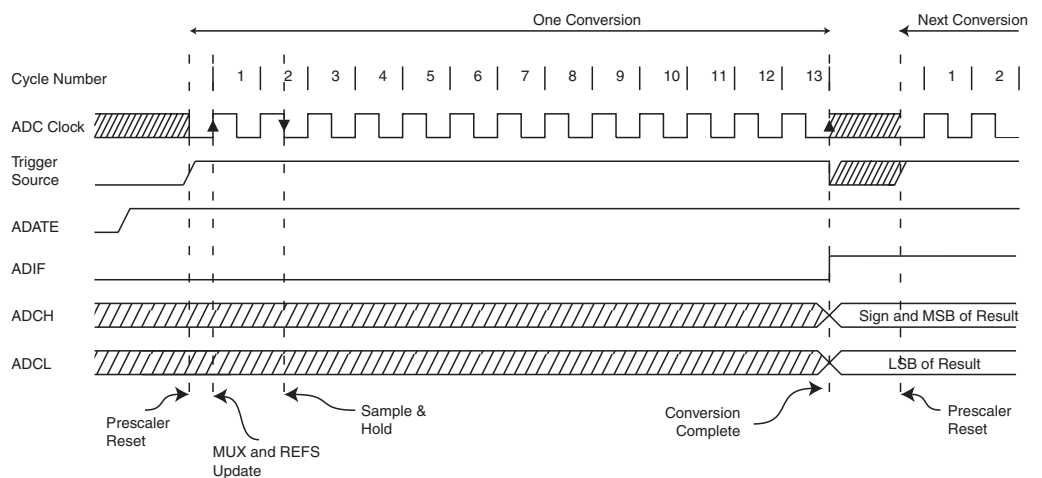 One Conversion
Next Conversion
Cycle Number
1 2 3 4 5 6 7 8 9 10 11 12 13 1 2
ADC Clock
Trigger
Source
ADATE
ADIF
ADCH
Sign and MSB of Result
ADCL
LSB of Result
Prescaler
Reset
MUX and REFS
Update
Sample &
Hold
Conversion
Complete
Prescaler
Reset